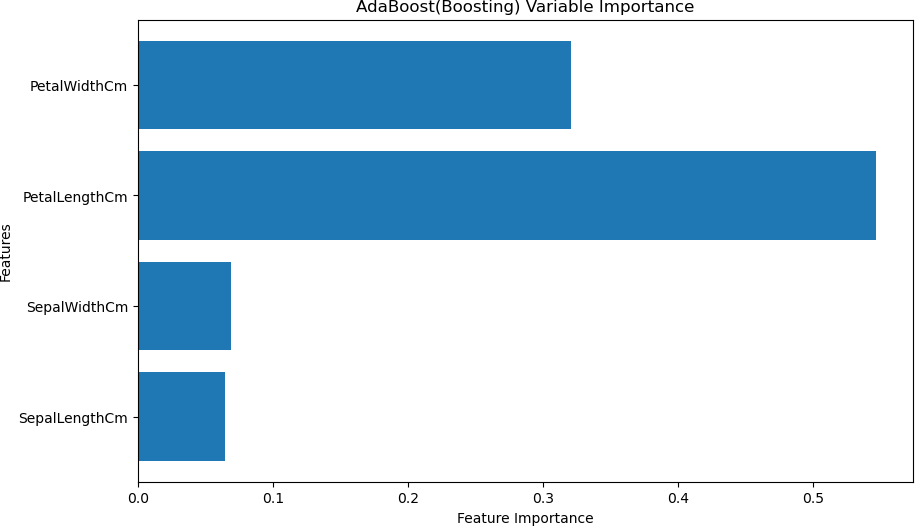 AdaBoost(Boosting) Variable Importance
PetalWidthCm
PetalLengthCm
SepalWidthCm
SepalLengthCm
Features
0.0 0.1 0.2 0.3 0.4 0.5
Feature Importance